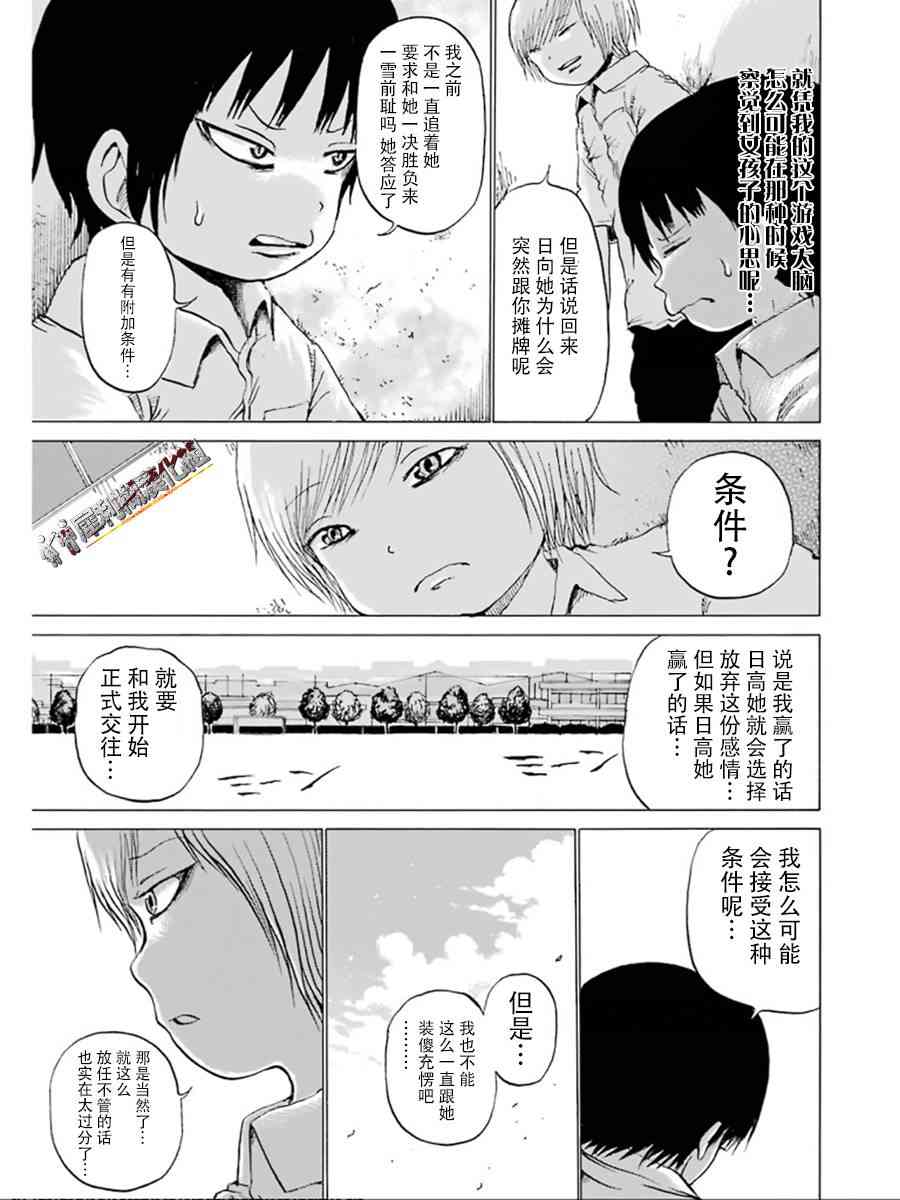 就凭我的这个游戏大脑
怎么可能在那种时候
察觉到女孩子的心思呢…
但是话说回来
日向她为什么会
突然跟你摊牌呢
我之前
不是一直追着她
要求和她一决胜负来
一雪前耻吗她答应了
但是有有附加条件…
条件?
说是我赢了的话
日高她就会选择
放弃这份感情…
但如果日高她
赢了的话…
就要
和我开始
正式交往…
我怎么可能
会接受这种
条件呢…
但是…
我也不能
这么一直跟她
装傻充愣吧
………
那是当然了…
就这么
放任不管的话
也实在太过分了…